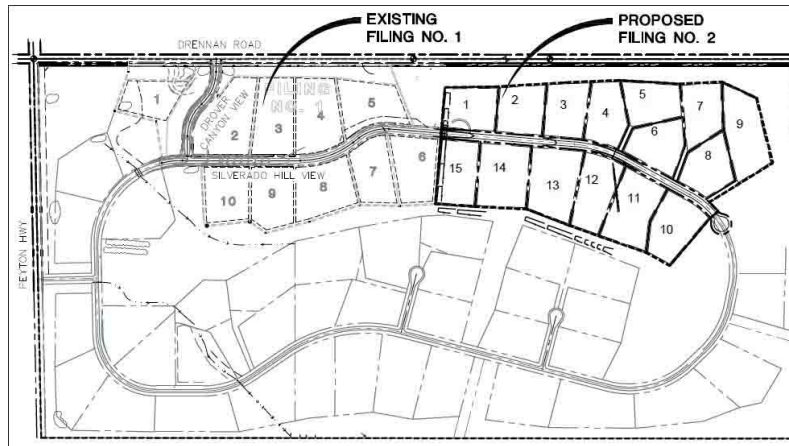 EXISTING
FILING NO. 1
PROPOSED
FILING NO. 2
DRENNAN ROAD
FILING
NO. 1
DROVER
CANYON VIEW
1
2
3
4
5
1
2
3
4
5
6
7
8
9
SILVERADO HILL VIEW
10
9
8
7
6
15
14
13
12
11
10
PEYTON HWY